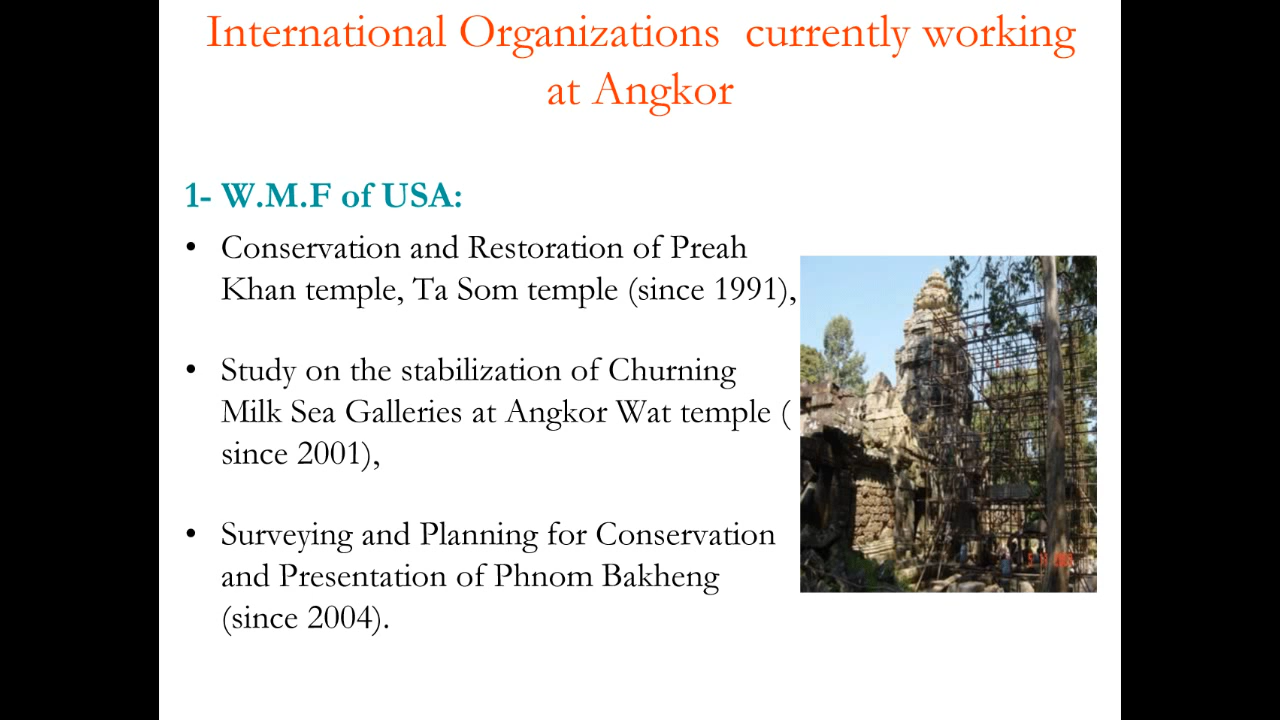 International Organizations  currently working
at Angkor
1- W.M.F of USA:
• Conservation and Restoration of Preah
Khan temple, Ta Som temple (since 1991),
• Study on the stabilization of Churning
Milk Sea Galleries at Angkor Wat temple (
since 2001),
• Surveying and Planning for Conservation
and Presentation of Phnom Bakheng
(since 2004).